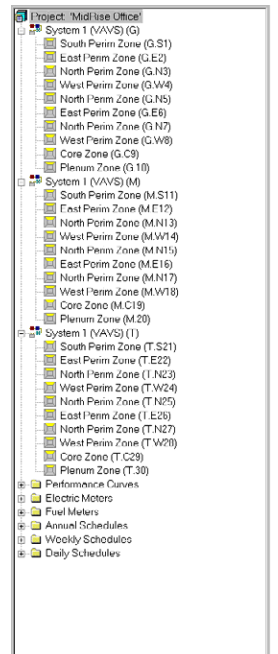 Project: 'MidRise Office'
System 1 (VAVS) (G)
South Perim Zone (G.S1)
East Perim Zone (G.E2)
North Perim Zone (G.N3)
West Perim Zone (G.W4)
North Perim Zone (G.N5)
East Perim Zone (G.E6)
North Perim Zone (G.N7)
West Perim Zone (G.W8)
Core Zone (G.C9)
Plenum Zone (G.10)
System 1 (VAVS) (M)
South Perim Zone (M.S11)
East Perim Zone (M.E12)
North Perim Zone (M.N13)
West Perim Zone (M.W14)
North Perim Zone (M.N15)
East Perim Zone (M.E16)
North Perim Zone (M.N17)
West Perim Zone (M.W18)
Core Zone (M.C19)
Plenum Zone (M.20)
System 1 (VAVS) (T)
South Perim Zone (T.S21)
East Perim Zone (T.E22)
North Perim Zone (T.N23)
West Perim Zone (T.W24)
North Perim Zone (T.N25)
East Perim Zone (T.E26)
North Perim Zone (T.N27)
West Perim Zone (T.W28)
Core Zone (T.C29)
Plenum Zone (T.30)
Performance Curves
Electric Meters
Fuel Meters
Annual Schedules
Weekly Schedules
Daily Schedules